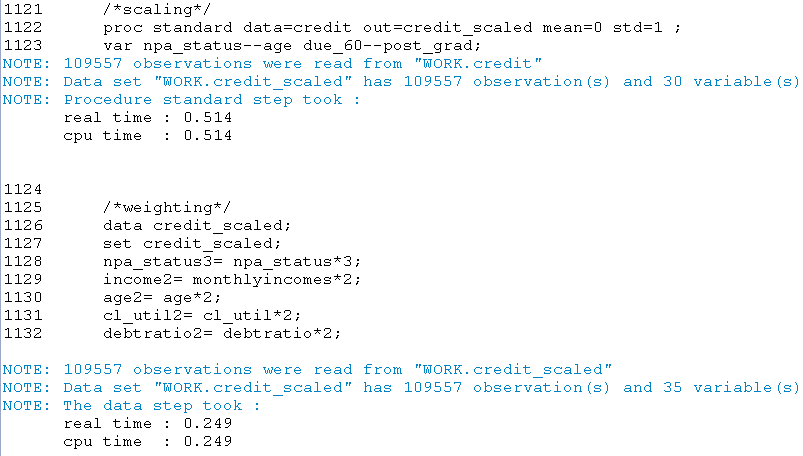 1121      /*scaling*/
1122      proc standard data=credit out=credit_scaled mean=0 std=1 ;
1123      var npa_status--age due_60--post_grad;
NOTE: 109557 observations were read from "WORK.credit"
NOTE: Data set "WORK.credit_scaled" has 109557 observation(s) and 30 variable(s)
NOTE: Procedure standard step took :
      real time : 0.514
      cpu time  : 0.514
1124
1125      /*weighting*/
1126      data credit_scaled;
1127      set credit_scaled;
1128      npa_status3= npa_status*3;
1129      income2= monthlyincomes*2;
1130      age2= age*2;
1131      cl_util2= cl_util*2;
1132      debtratio2= debtratio*2;
NOTE: 109557 observations were read from "WORK.credit_scaled"
NOTE: Data set "WORK.credit_scaled" has 109557 observation(s) and 35 variable(s)
NOTE: The data step took :
      real time : 0.249
      cpu time  : 0.249